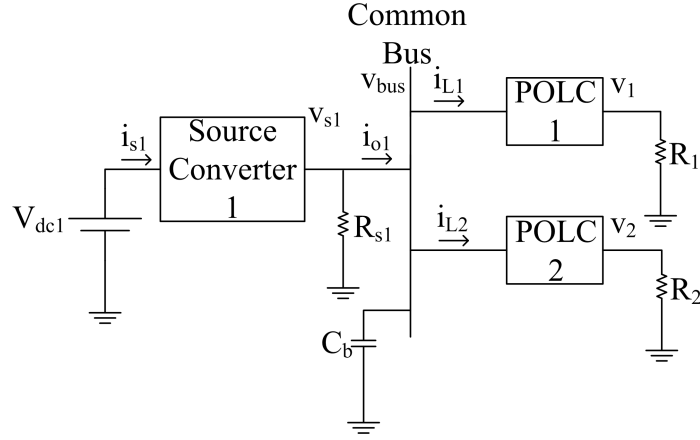 Common
Bus
v_bus
i_L1
POLC
1
v_1
R_1
i_s1
Source
Converter
1
v_s1
i_o1
V_dc1
R_s1
i_L2
POLC
2
v_2
R_2
C_b